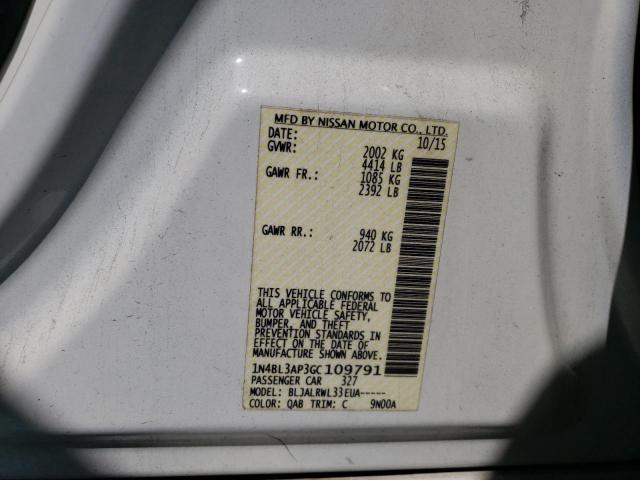 MFD BY NISSAN MOTOR CO., LTD.
DATE: 10/15
GVWR: 2002 KG
4414 LB
GAWR FR.: 1085 KG
2392 LB
GAWR RR.: 940 KG
2072 LB
THIS VEHICLE CONFORMS TO
ALL APPLICABLE FEDERAL
MOTOR VEHICLE SAFETY,
BUMPER, AND THEFT
PREVENTION STANDARDS IN
EFFECT ON THE DATE OF
MANUFACTURE SHOWN ABOVE.
1N4BL3AP3GC109791
PASSENGER CAR 327
MODEL: BLJALRWL33EUA-----
COLOR: QAB TRIM: C 9N00A